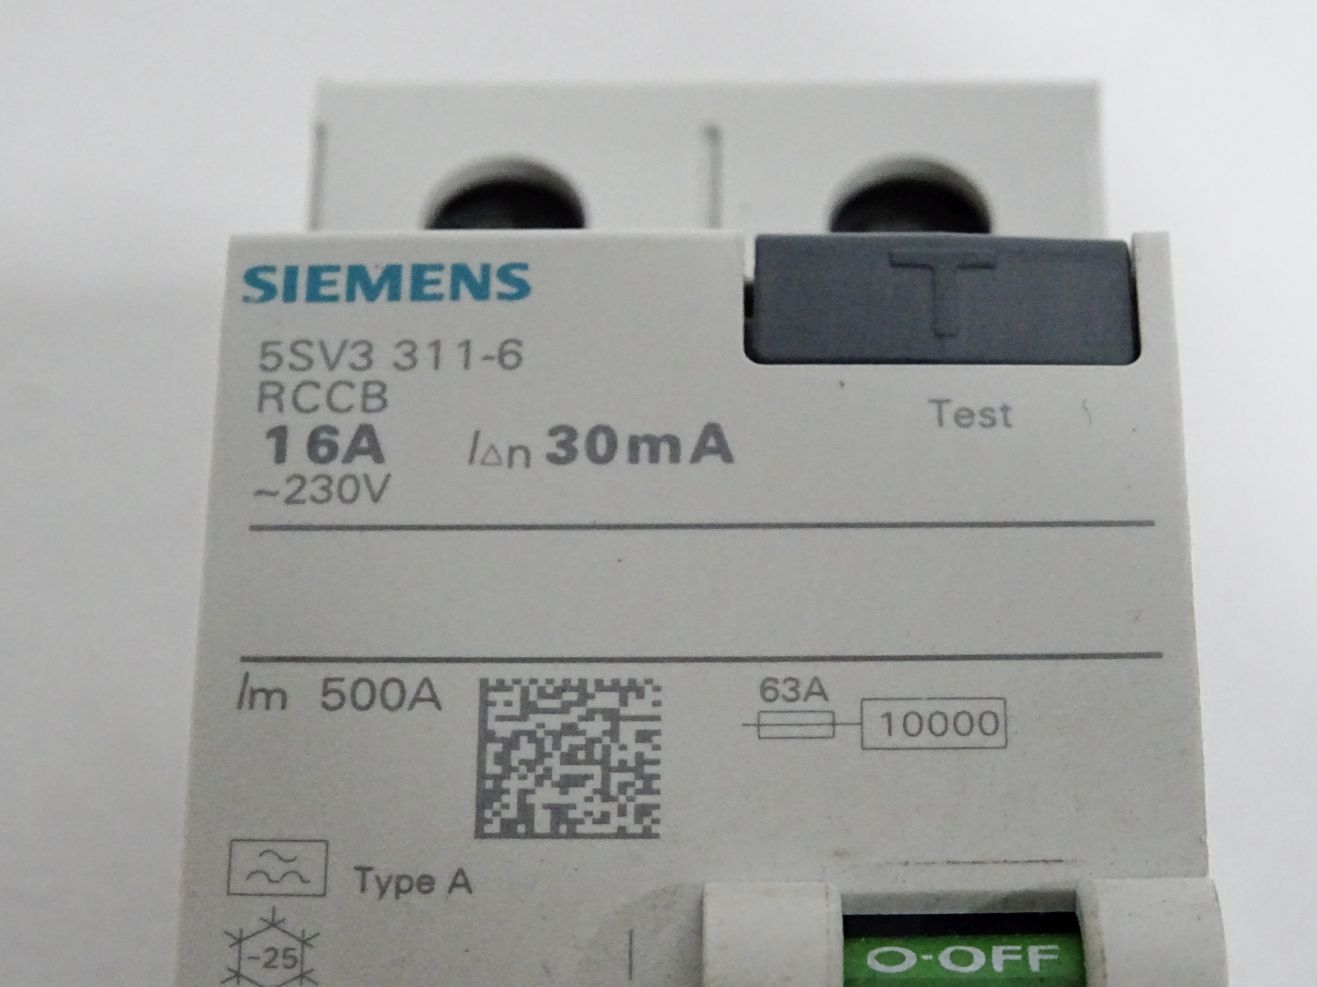 SIEMENS
T
5SV3 311-6
RCCB
Test
16A I△n 30mA
~230V
Im 500A
63A
10000
Type A
-25
O-OFF